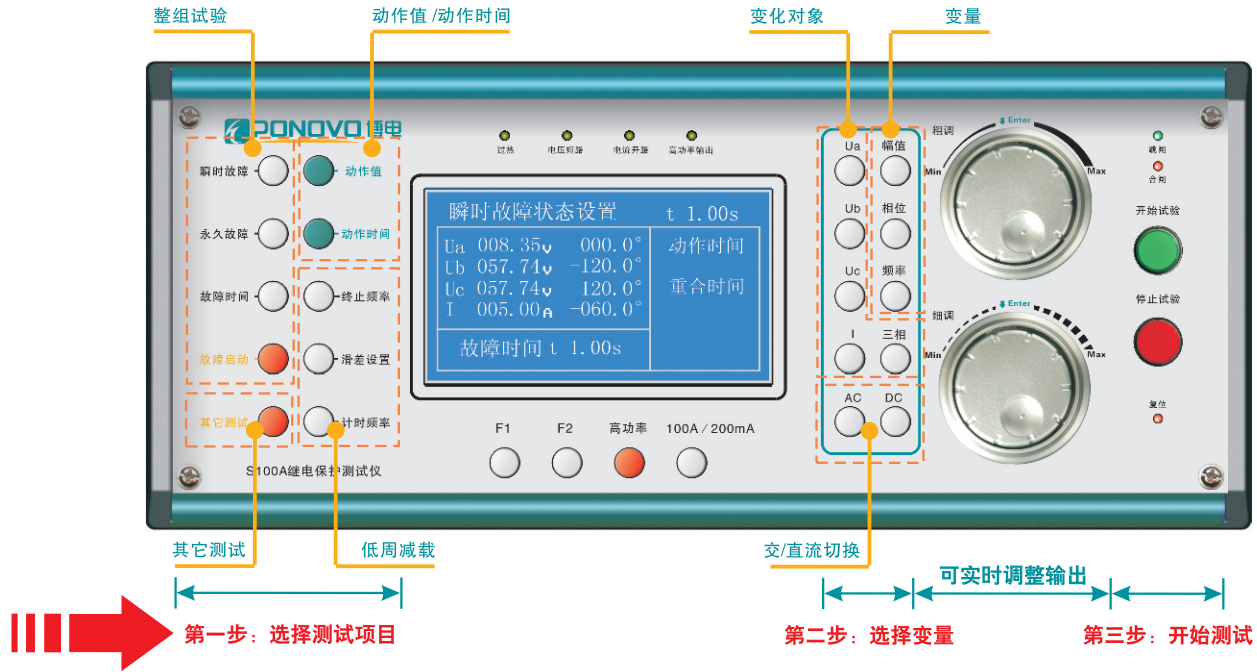 整组试验
动作值 /动作时间
变化对象
变量
PONOVO 博电
过热
电压短路
电流开路
高功率输出
瞬时故障
动作值
永久故障
动作时间
故障时间
终止频率
故障启动
滑差设置
其它测试
计时频率
S100A继电保护测试仪
瞬时故障状态设置 t 1.00s
Ua 008.35v 000.0°
Ub 057.74v -120.0°
Uc 057.74v 120.0°
I 005.00A -060.0°
动作时间
重合时间
故障时间 t 1.00s
F1
F2
高功率
100A / 200mA
Ua
幅值
Ub
相位
Uc
频率
I
三相
AC
DC
粗调
Enter
Min
Max
细调
Enter
Min
Max
跳闸
合闸
开始试验
停止试验
复位
其它测试
低周减载
交/直流切换
可实时调整输出
第一步：选择测试项目
第二步：选择变量
第三步：开始测试